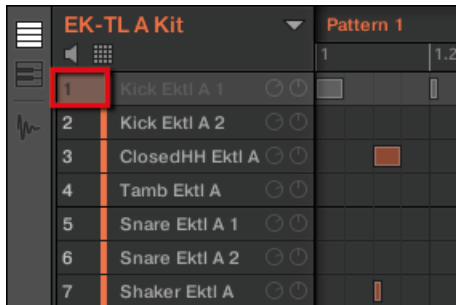 EK-TL A Kit Pattern 1
1 1.2
1 Kick Ektl A 1
2 Kick Ektl A 2
3 ClosedHH Ektl A
4 Tamb Ektl A
5 Snare Ektl A 1
6 Snare Ektl A 2
7 Shaker Ektl A